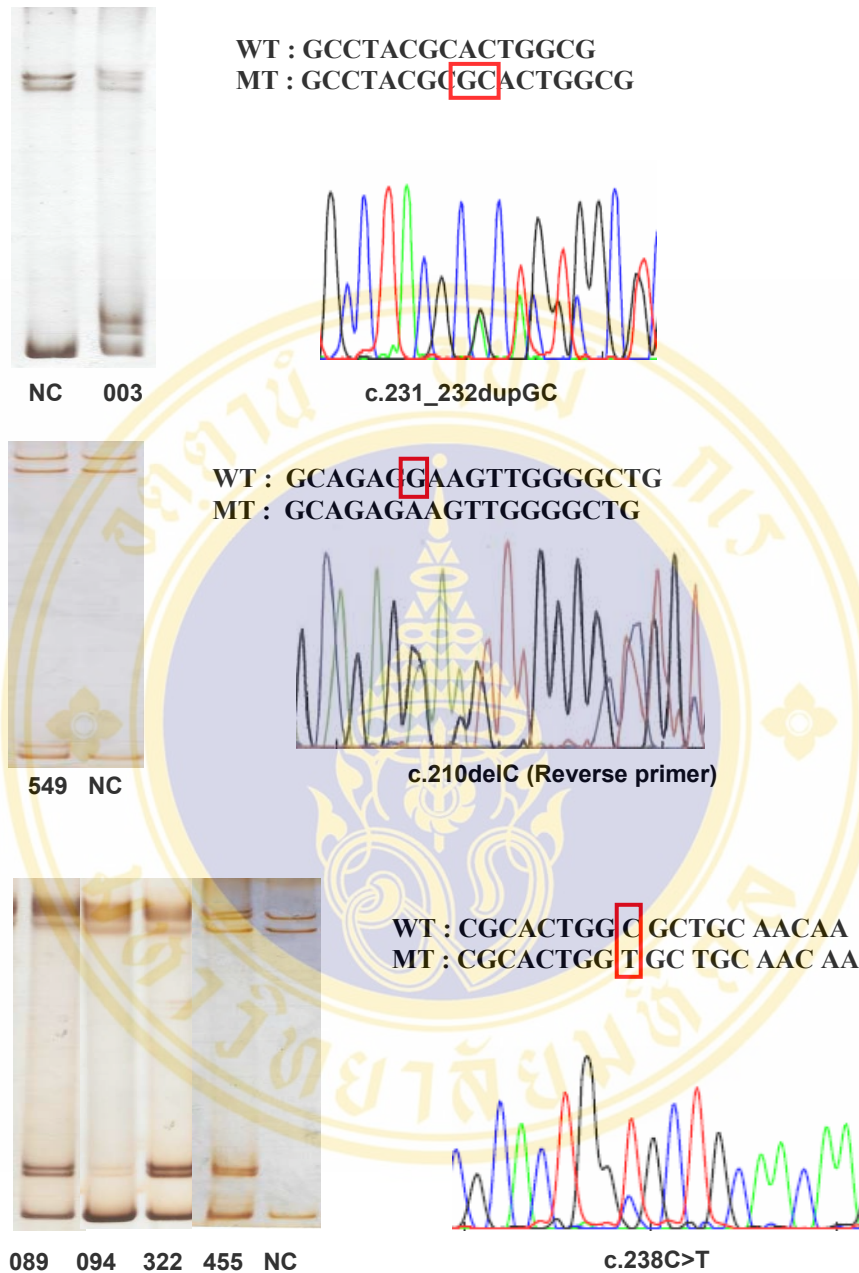 WT : GCCTACGCACTGGCG
MT : GCCTACGCGCACTGGCG
NC 003
c.231_232dupGC
WT : GCAGAGGAAGTTGGGGCTG
MT : GCAGAGAAGTTGGGGCTG
549 NC
c.210delC (Reverse primer)
WT : CGCACTGG C GCTGC AACAA
MT : CGCACTGG T GC TGC AAC AA
089 094 322 455 NC
c.238C>T